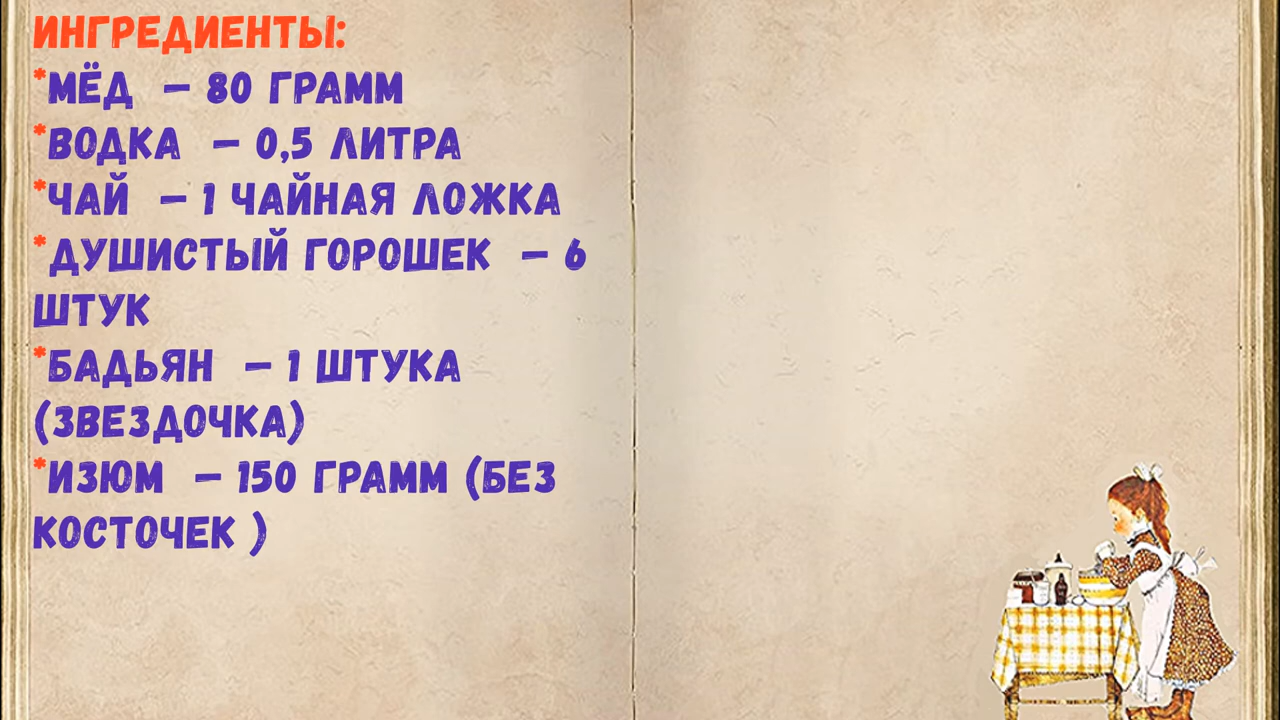 ИНГРЕДИЕНТЫ:
*МЁД – 80 ГРАММ
*ВОДКА – 0,5 ЛИТРА
*ЧАЙ – 1 ЧАЙНАЯ ЛОЖКА
*ДУШИСТЫЙ ГОРОШЕК – 6
ШТУК
*БАДЬЯН – 1 ШТУКА
(ЗВЕЗДОЧКА)
*ИЗЮМ – 150 ГРАММ (БЕЗ
КОСТОЧЕК )